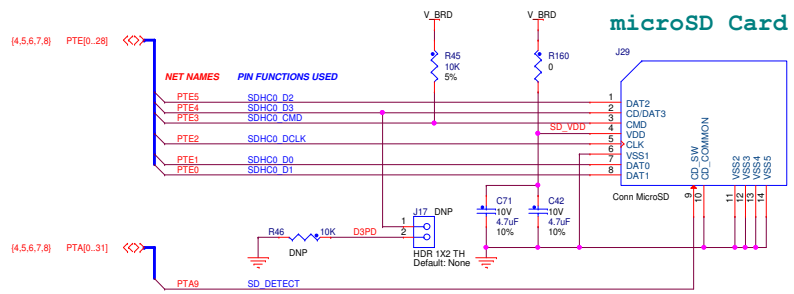 microSD Card
V_BRD
V_BRD
{4,5,6,7,8} PTE[0..28]
J29
R45
10K
5%
R160
0
NET NAMES PIN FUNCTIONS USED
PTE5 SDHC0_D2 1 DAT2
PTE4 SDHC0_D3 2 CD/DAT3
PTE3 SDHC0_CMD 3 CMD
SD_VDD 4 VDD
PTE2 SDHC0_DCLK 5 CLK
6 VSS1
PTE1 SDHC0_D0 7 DAT0
PTE0 SDHC0_D1 8 DAT1
CD_SW
CD_COMMON
VSS2
VSS3
VSS4
VSS5
9
10
11
12
13
14
Conn MicroSD
C71
10V
4.7uF
10%
C42
10V
4.7uF
10%
J17 DNP
1
2
R46 10K D3PD
DNP
HDR 1X2 TH
Default: None
{4,5,6,7,8} PTA[0..31]
PTA9 SD_DETECT